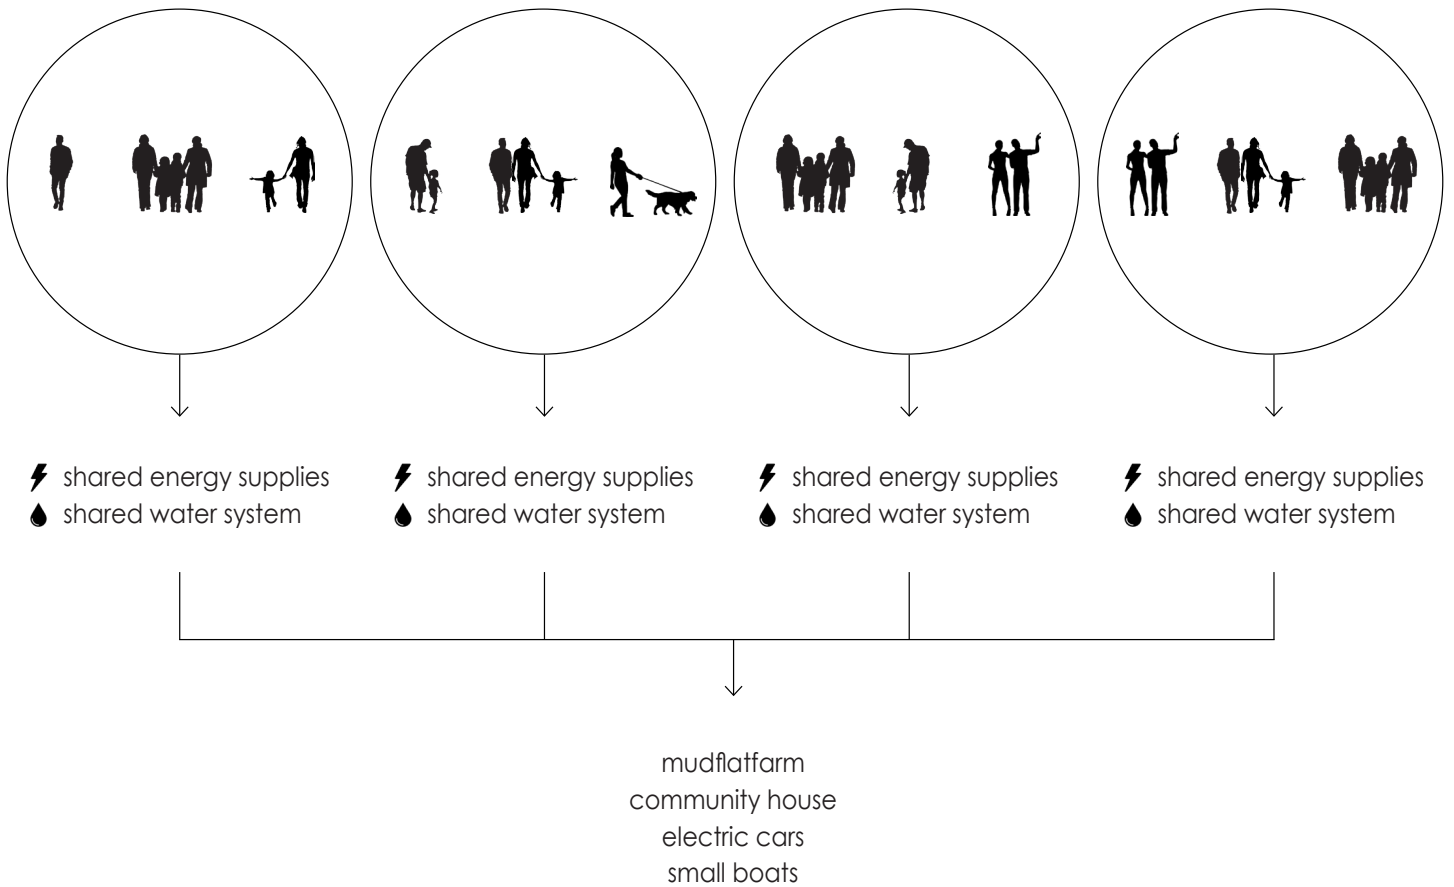 shared energy supplies
shared water system
shared energy supplies
shared water system
shared energy supplies
shared water system
shared energy supplies
shared water system
mudflatfarm
community house
electric cars
small boats